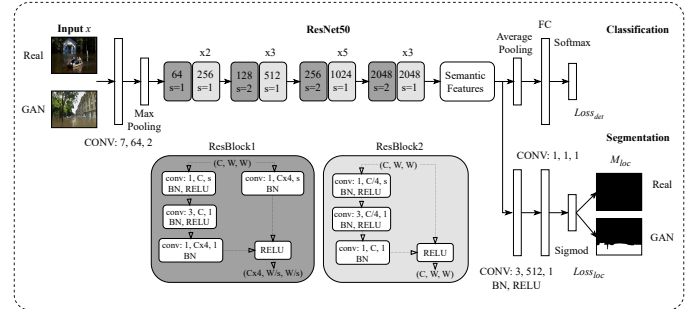 Input x
ResNet50
Classification
Real
GAN
CONV: 7, 64, 2
Max
Pooling
x2
x3
x5
x3
64
s=1
256
s=1
128
s=2
512
s=1
256
s=2
1024
s=1
2048
s=2
2048
s=1
Semantic
Features
Average
Pooling
FC
Softmax
Loss_det
Segmentation
CONV: 1, 1, 1
M_loc
Real
GAN
Sigmod
CONV: 3, 512, 1
BN, RELU
Loss_loc
ResBlock1
(C, W, W)
conv: 1, C, s
BN, RELU
conv: 1, Cx4, s
BN
conv: 3, C, 1
BN, RELU
conv: 1, Cx4, 1
BN
RELU
(Cx4, W/s, W/s)
ResBlock2
(C, W, W)
conv: 1, C/4, s
BN, RELU
conv: 3, C/4, 1
BN, RELU
conv: 1, C, 1
BN
RELU
(C, W, W)